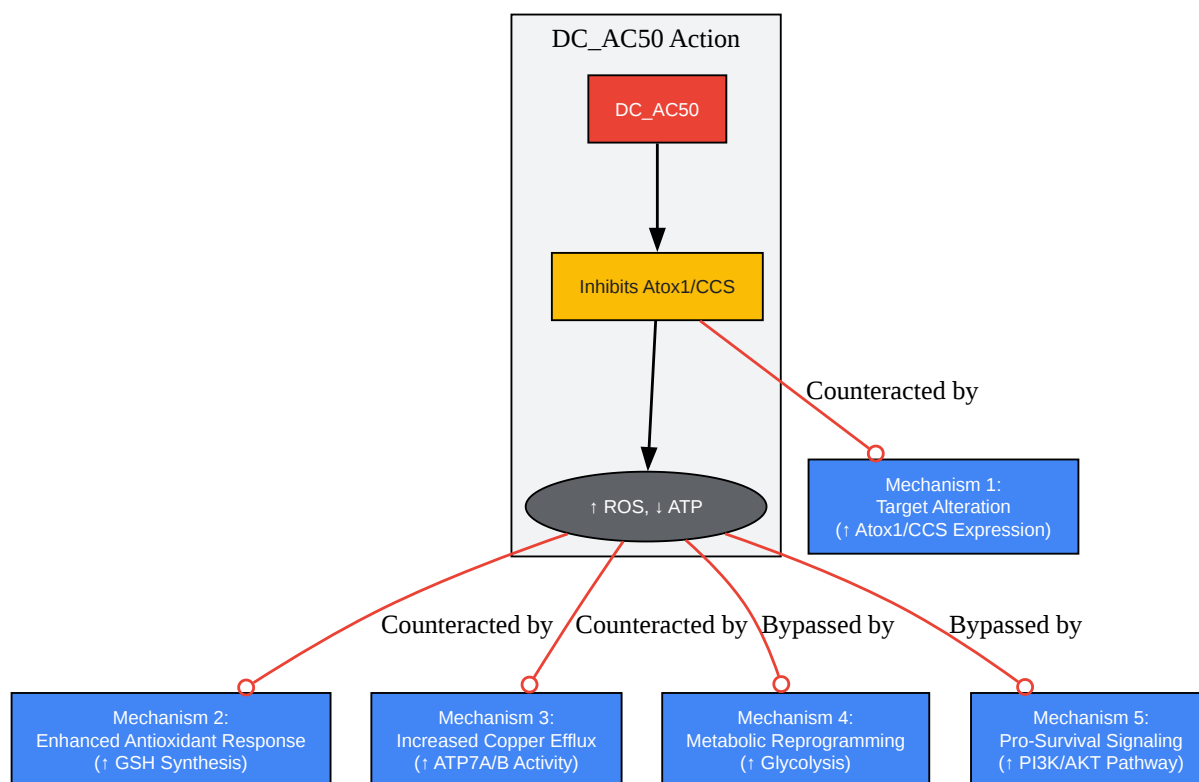 DC_AC50 Action
DC_AC50
Inhibits Atox1/CCS
Counteracted by
Mechanism 1:
Target Alteration
(↑ Atox1/CCS Expression)
↑ ROS, ↓ ATP
Counteracted by
Counteracted by
Bypassed by
Bypassed by
Mechanism 2:
Enhanced Antioxidant Response
(↑ GSH Synthesis)
Mechanism 3:
Increased Copper Efflux
(↑ ATP7A/B Activity)
Mechanism 4:
Metabolic Reprogramming
(↑ Glycolysis)
Mechanism 5:
Pro-Survival Signaling
(↑ PI3K/AKT Pathway)